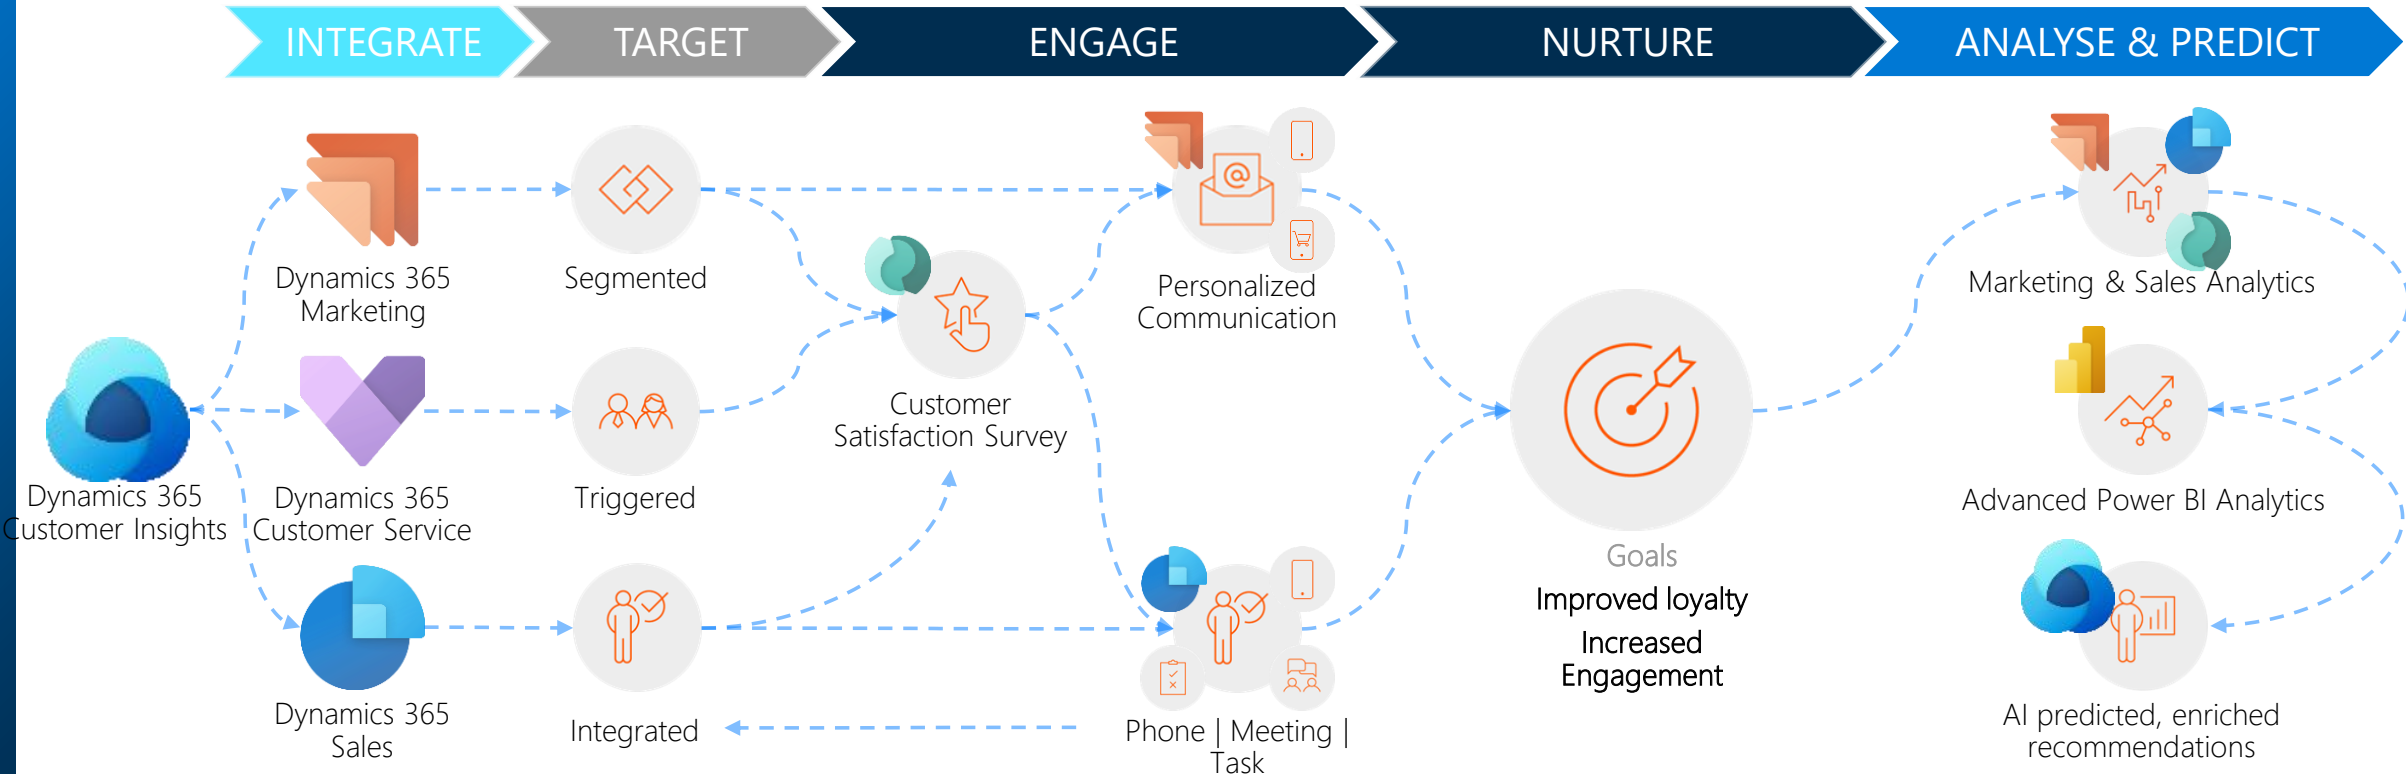 INTEGRATE
TARGET
ENGAGE
NURTURE
ANALYSE & PREDICT
Dynamics 365
Customer Insights
Dynamics 365
Marketing
Dynamics 365
Customer Service
Dynamics 365
Sales
Segmented
Triggered
Integrated
Customer
Satisfaction Survey
@
Personalized
Communication
Phone | Meeting |
Task
Goals
Improved loyalty
Increased
Engagement
Marketing & Sales Analytics
Advanced Power BI Analytics
AI predicted, enriched
recommendations